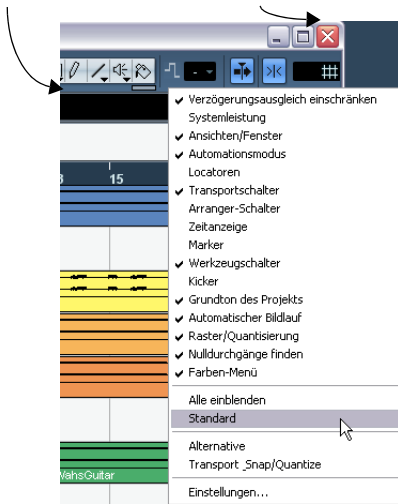 15
Verzögerungsausgleich einschränken
Systemleistung
Ansichten/Fenster
Automationsmodus
Locatoren
Transportschalter
Arranger-Schalter
Zeitanzeige
Marker
Werkzeugschalter
Kicker
Grundton des Projekts
Automatischer Bildlauf
Raster/Quantisierung
Nulldurchgänge finden
Farben-Menü
Alle einblenden
Standard
Alternative
Transport_Snap/Quantize
WahsGuitar
Einstellungen...